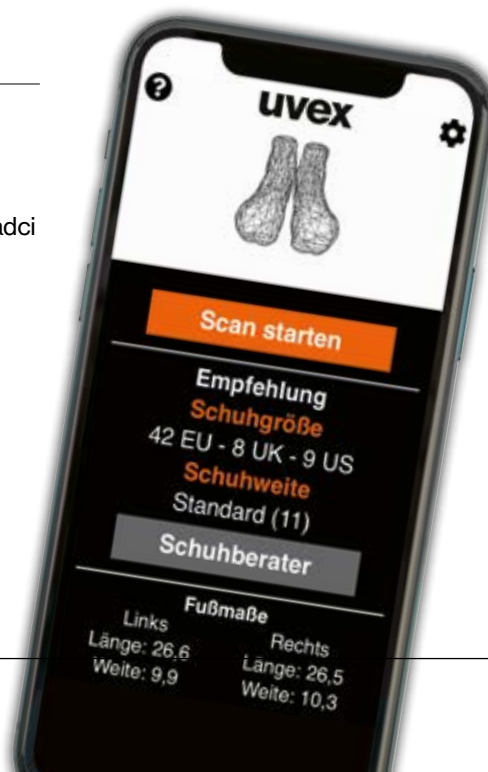 adci
?
uvex
Scan starten
Empfehlung
Schuhgröße
42 EU - 8 UK - 9 US
Schuhweite
Standard (11)
Schuhberater
Fußmaße
Links
Länge: 26,6
Weite: 9,9
Rechts
Länge: 26,5
Weite: 10,3